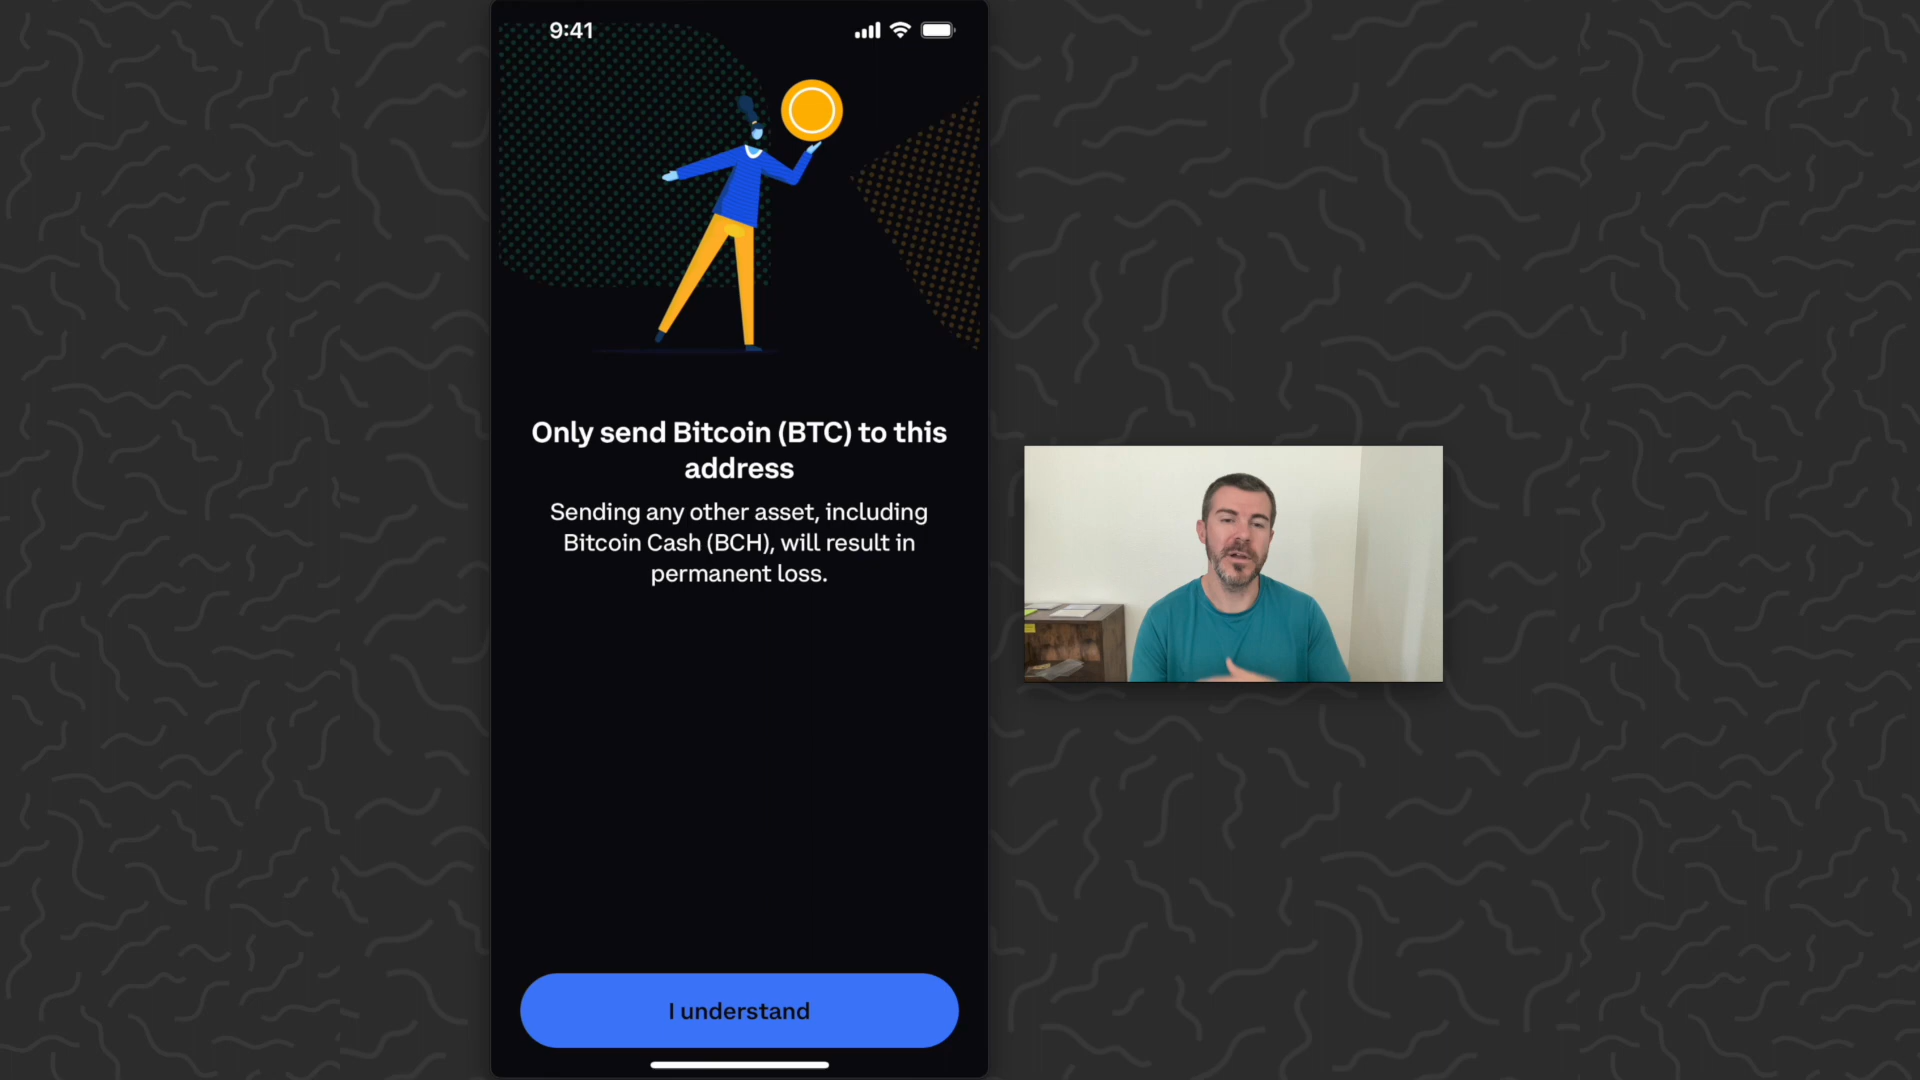 9:41
Only send Bitcoin (BTC) to this
address
Sending any other asset, including
Bitcoin Cash (BCH), will result in
permanent loss.
I understand